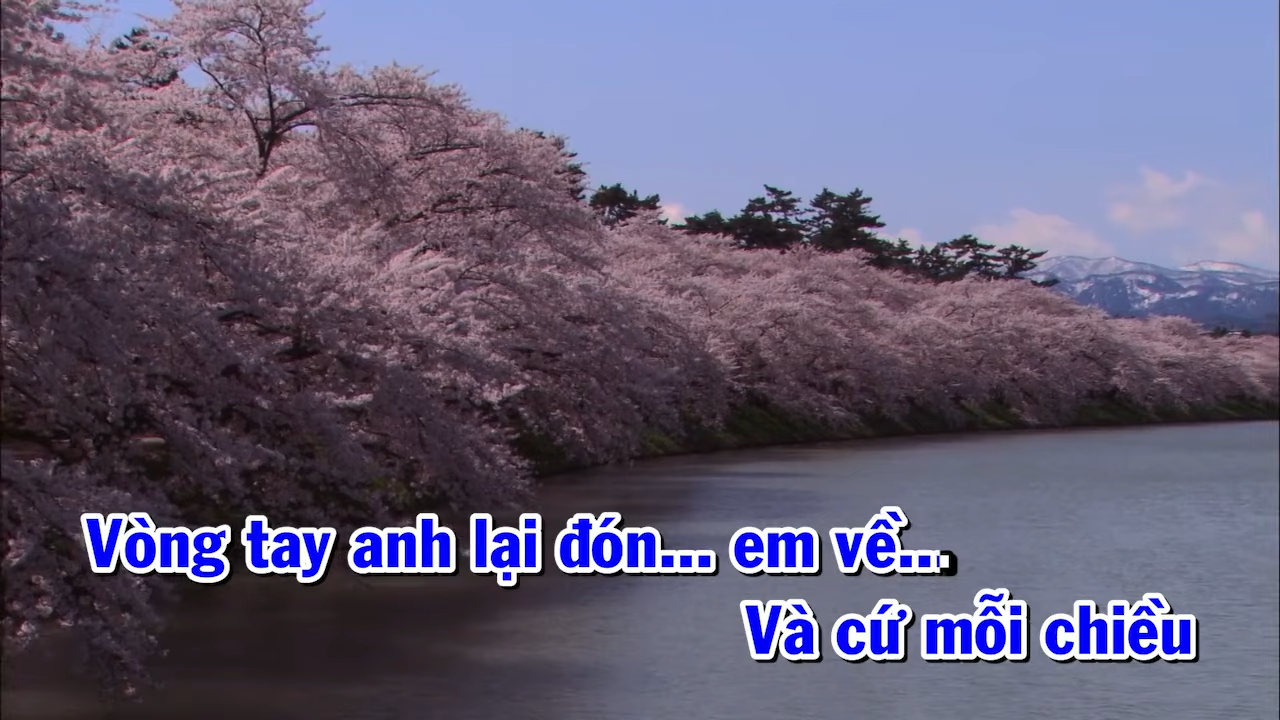 Vòng tay anh lại đón... em về...
Và cứ mỗi chiều